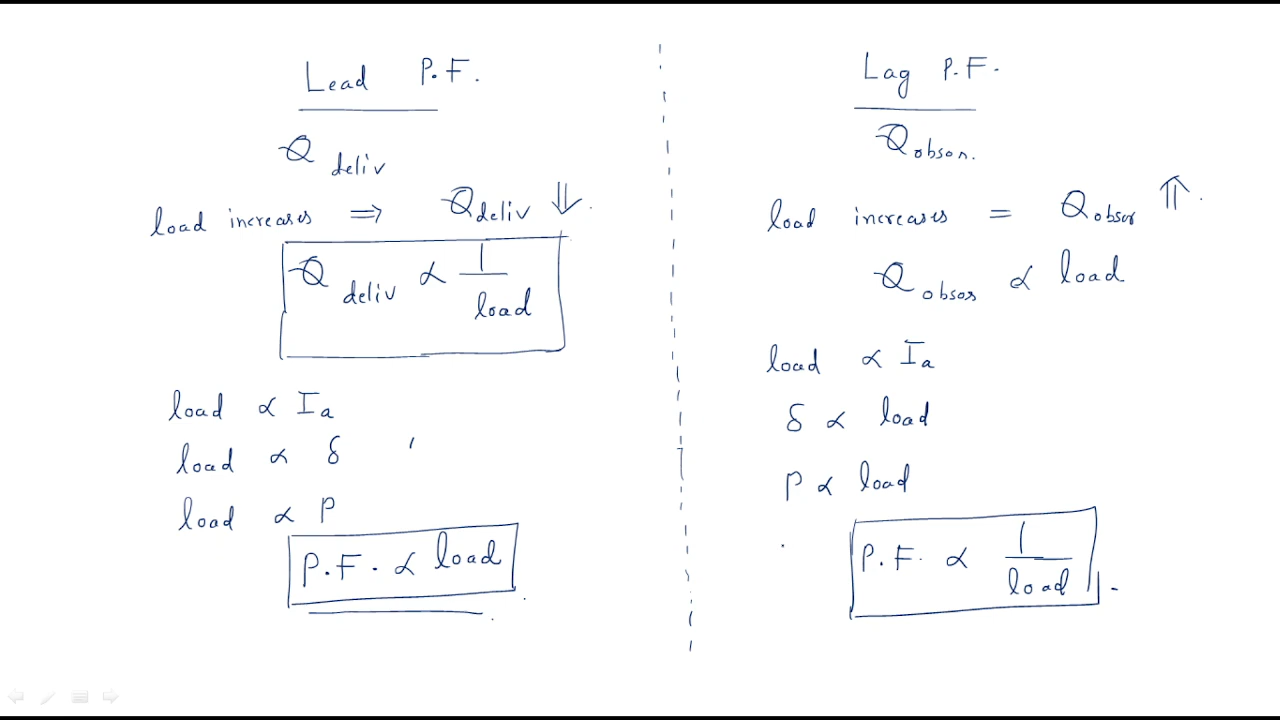 Lead P.F.
Q deliv
load increases ⇒ Q deliv ⇓.
Q deliv ∝ 1/load
load ∝ Ia
load ∝ δ
load ∝ P
P.F. ∝ load
Lag P.F.
Q obsor.
load increases = Q obsor ⇑.
Q obsor ∝ load
load ∝ Ia
δ ∝ load
P ∝ load
P.F. ∝ 1/load